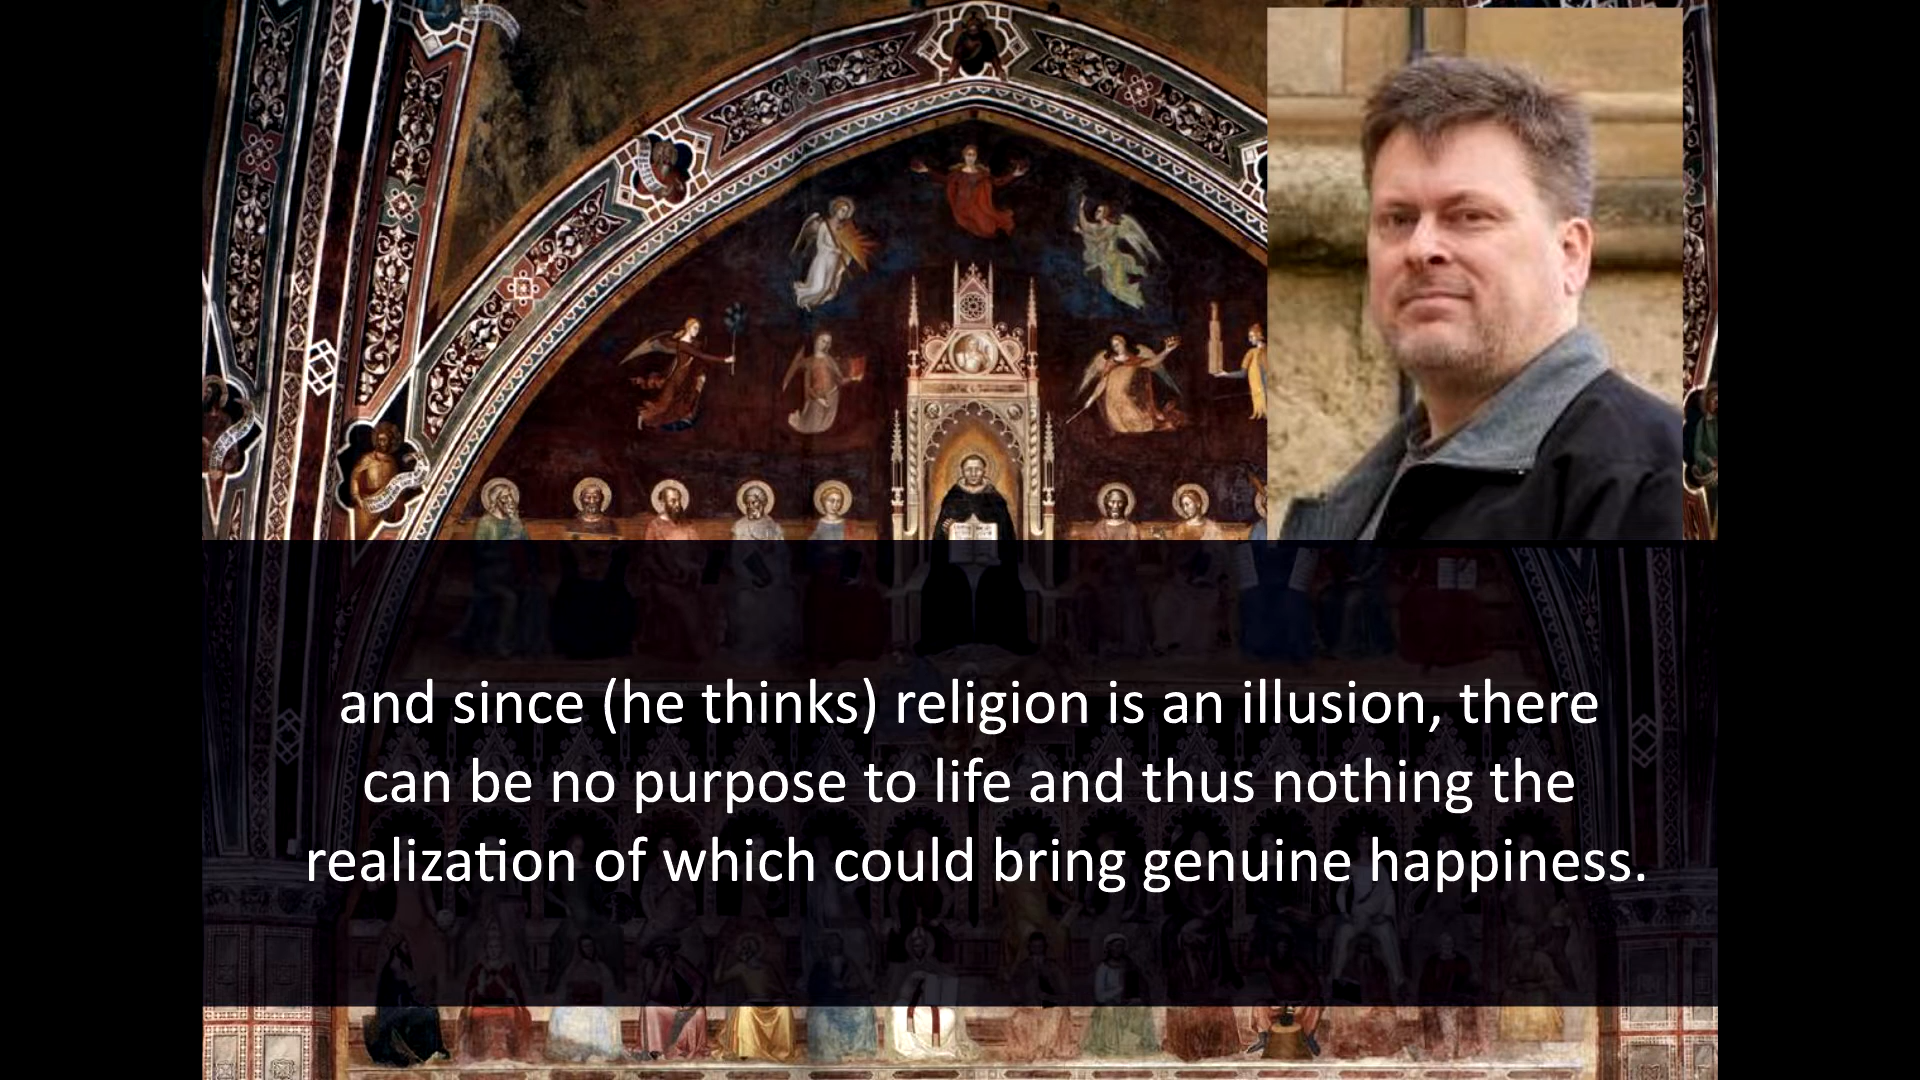 and since (he thinks) religion is an illusion, there
can be no purpose to life and thus nothing the
realization of which could bring genuine happiness.